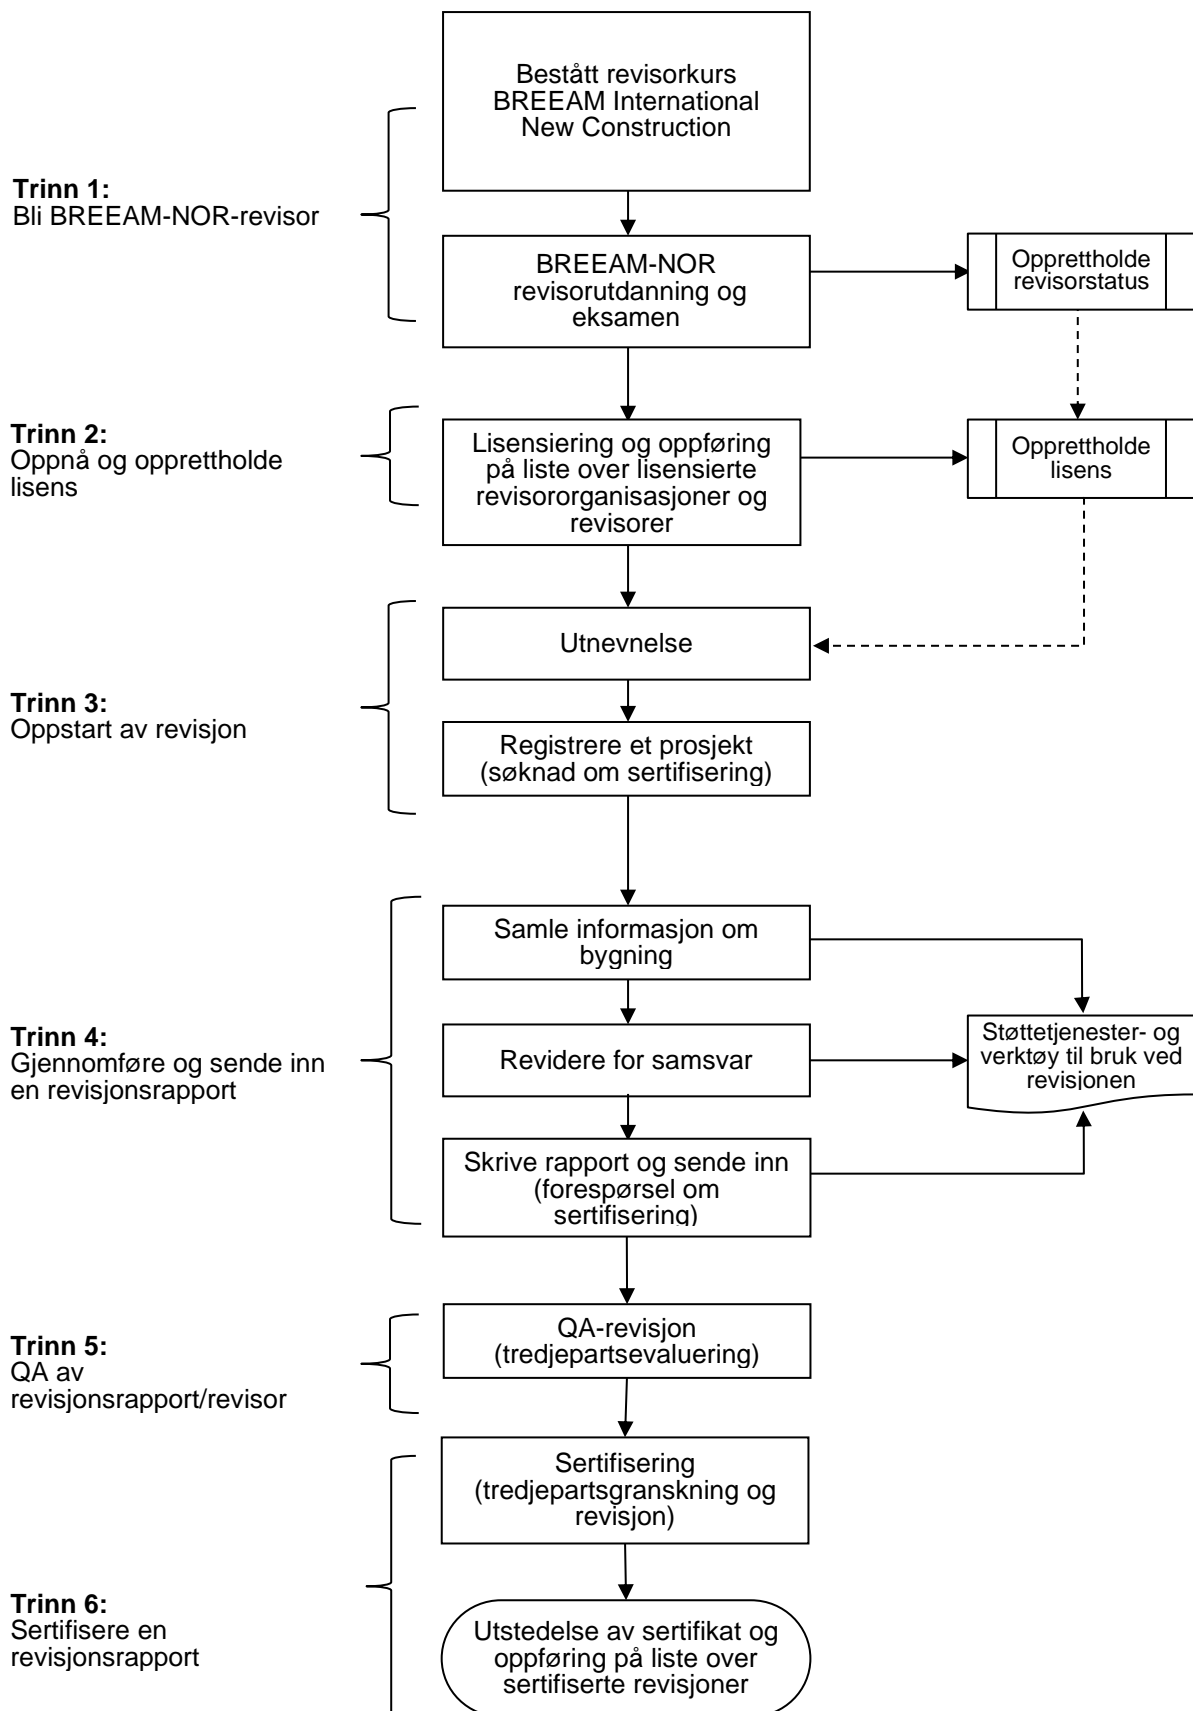 Bestått revisorkurs
BREEAM International
New Construction
Trinn 1:
Bli BREEAM-NOR-revisor
BREEAM-NOR
revisorutdanning og
eksamen
Opprettholde
revisorstatus
Trinn 2:
Oppnå og opprettholde
lisens
Lisensiering og oppføring
på liste over lisensierte
revisororganisasjoner og
revisorer
Opprettholde
lisens
Utnevnelse
Trinn 3:
Oppstart av revisjon
Registrere et prosjekt
(søknad om sertifisering)
Samle informasjon om
bygning
Trinn 4:
Gjennomføre og sende inn
en revisjonsrapport
Revidere for samsvar
Støttetjenester- og
verktøy til bruk ved
revisjonen
Skrive rapport og sende inn
(forespørsel om
sertifisering)
Trinn 5:
QA av
revisjonsrapport/revisor
QA-revisjon
(tredjepartsevaluering)
Sertifisering
(tredjepartsgranskning og
revisjon)
Trinn 6:
Sertifisere en
revisjonsrapport
Utstedelse av sertifikat og
oppføring på liste over
sertifiserte revisjoner